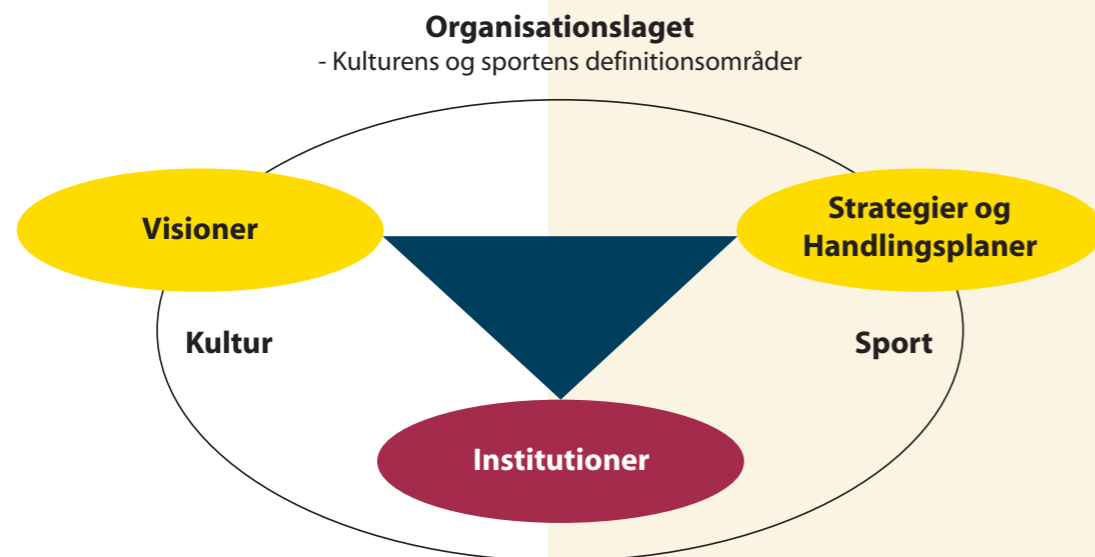 Organisationslaget
- Kulturens og sportens definitionsområder
Visioner
Strategier og
Handlingsplaner
Kultur
Sport
Institutioner